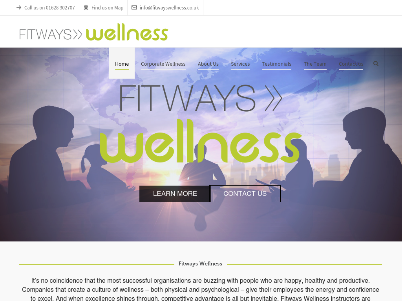 Call us on 01628 302707 Find us on Map info@fitwayswellness.co.uk
FITWAYS>> wellness
Home Corporate Wellness About Us Services Testimonials The Team
FITWAYS >>
wellness
LEARN MORE CONTACT US
Fitways Wellness
It's no coincidence that the most successful organisations are buzzing with people who are happy, healthy and productive.
Companies that create a culture of wellness – both physical and psychological – give their employees the energy and confidence
to excel. And when excellence shines through, competitive advantage is all but inevitable. Fitways Wellness instructors are